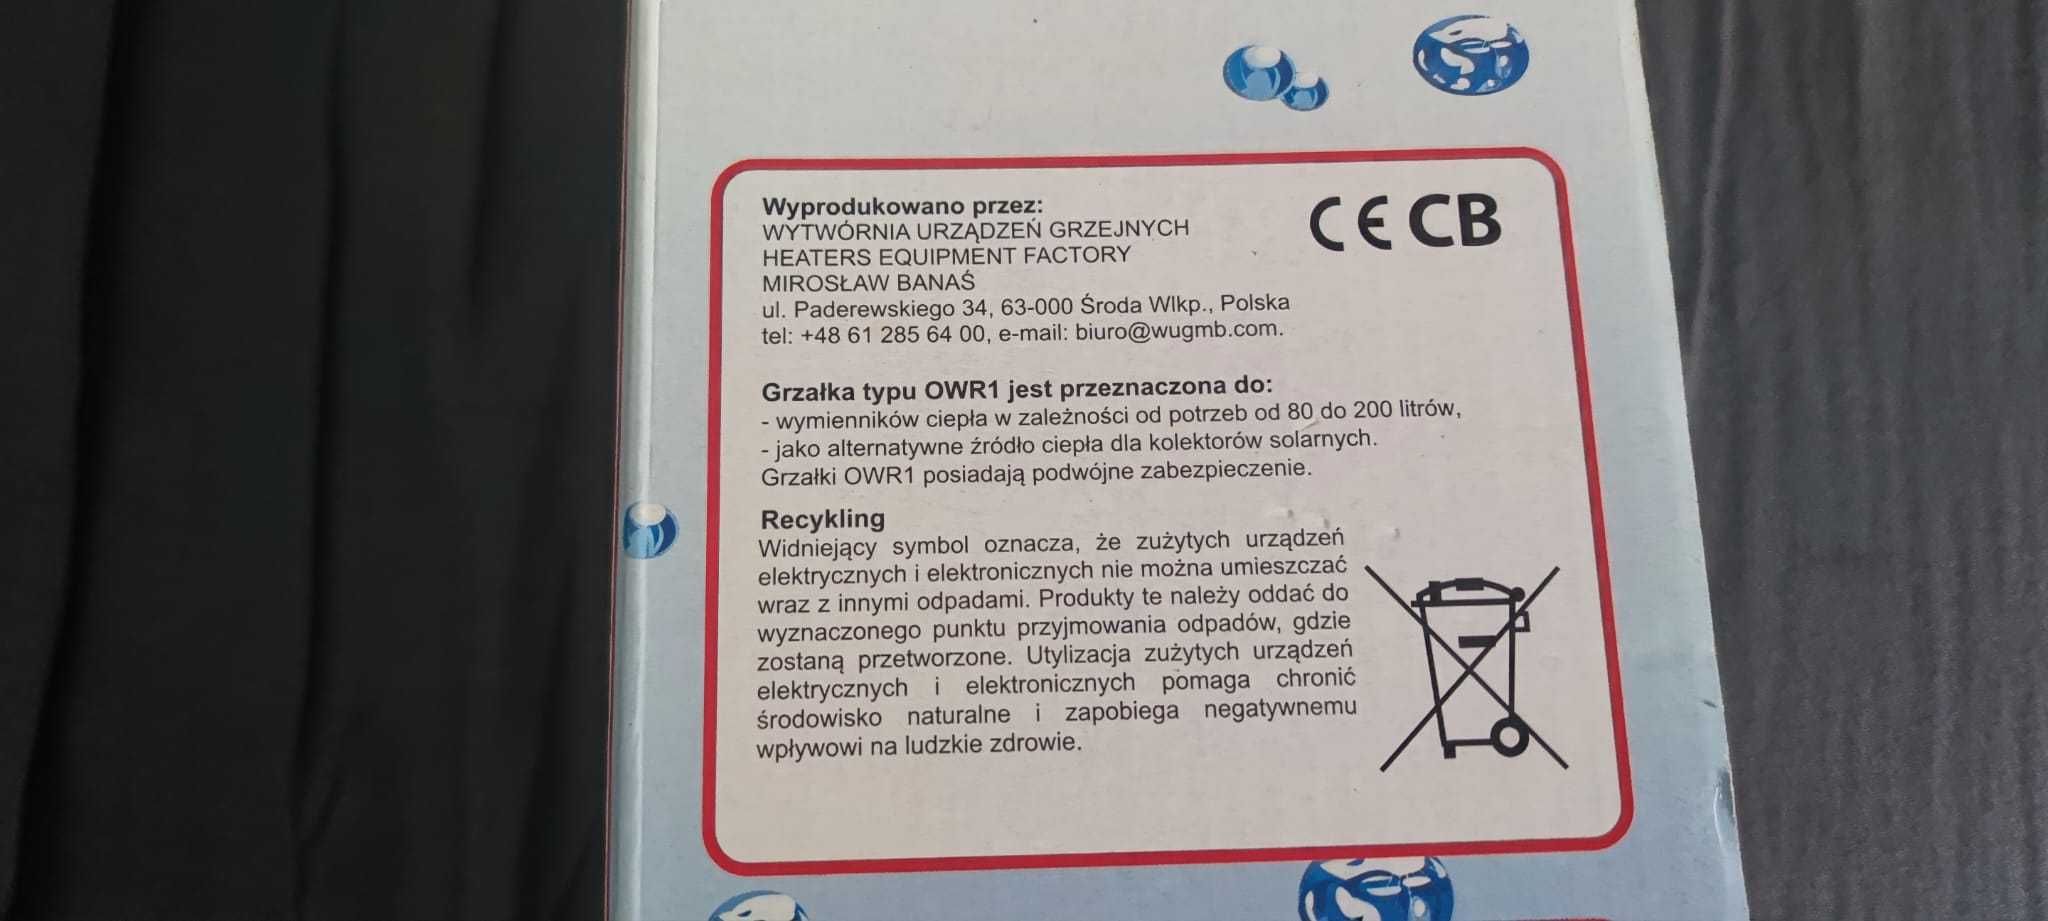 Wyprodukowano przez:
WYTWÓRNIA URZĄDZEŃ GRZEJNYCH
HEATERS EQUIPMENT FACTORY
MIROSŁAW BANAŚ
ul. Paderewskiego 34, 63-000 Środa Wlkp., Polska
tel: +48 61 285 64 00, e-mail: biuro@wugmb.com.
CE CB
Grzałka typu OWR1 jest przeznaczona do:
- wymienników ciepła w zależności od potrzeb od 80 do 200 litrów,
- jako alternatywne źródło ciepła dla kolektorów solarnych.
Grzałki OWR1 posiadają podwójne zabezpieczenie.
Recykling
Widniejący symbol oznacza, że zużytych urządzeń
elektrycznych i elektronicznych nie można umieszczać
wraz z innymi odpadami. Produkty te należy oddać do
wyznaczonego punktu przyjmowania odpadów, gdzie
zostaną przetworzone. Utylizacja zużytych urządzeń
elektrycznych i elektronicznych pomaga chronić
środowisko naturalne i zapobiega negatywnemu
wpływowi na ludzkie zdrowie.